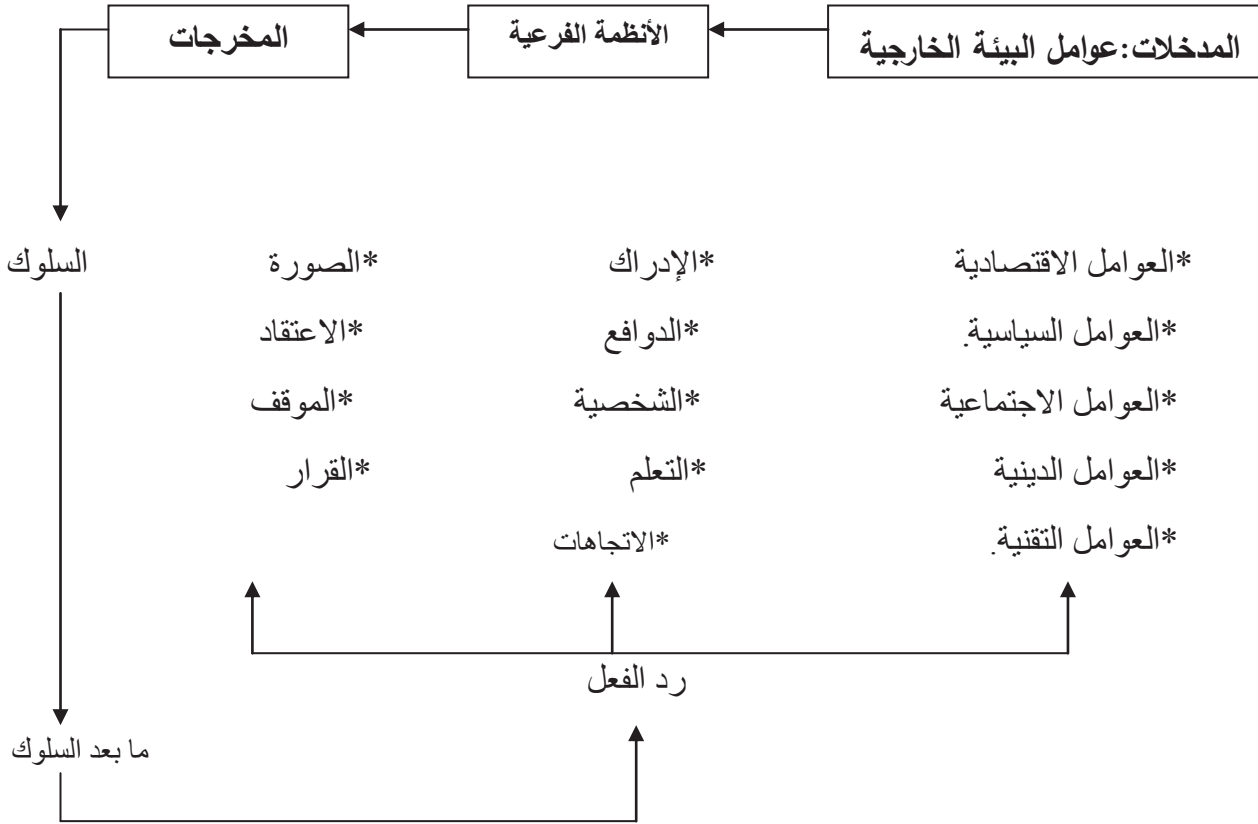 المدخلات:عوامل البيئة الخارجية
الأنظمة الفرعية
المخرجات
*العوامل الاقتصادية
*الإدراك
*الصورة
السلوك
*العوامل السياسية.
*الدوافع
*الاعتقاد
*العوامل الاجتماعية
*الشخصية
*الموقف
*العوامل الدينية
*التعلم
*القرار
*العوامل التقنية.
*الاتجاهات
رد الفعل
ما بعد السلوك